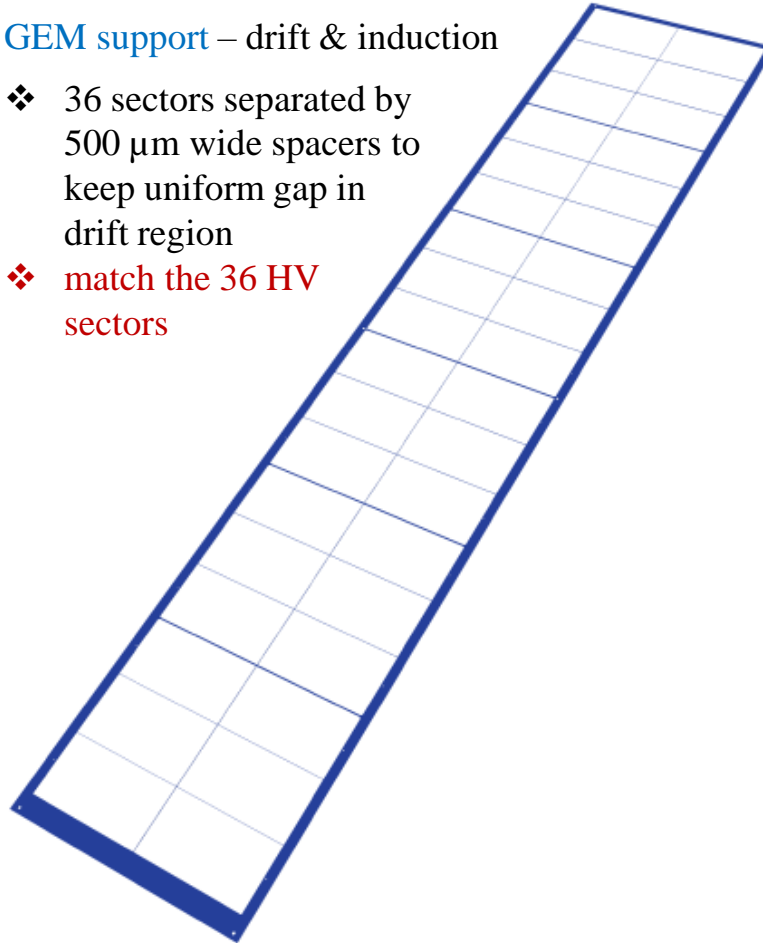 GEM support – drift & induction
❖ 36 sectors separated by
500 µm wide spacers to
keep uniform gap in
drift region
❖ match the 36 HV
sectors